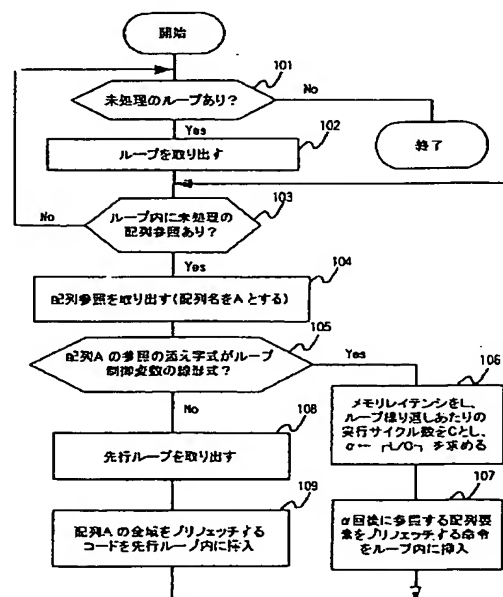 開始
101
未処理のループあり？
No
Yes
102
ループを取り出す
終了
103
ループ内に未処理の
配列参照あり？
No
Yes
104
配列参照を取り出す(配列名をAとする)
105
配列Aの参照の添え字式がループ
制御変数の線形式？
Yes
No
106
メモリレイテンシをL、
ループ繰り返しあたりの
実行サイクル数をCとし、
α← ┌L/C┐ を求める
108
先行ループを取り出す
107
α回後に参照する配列要
素をプリフェッチする命令
をループ内に挿入
109
配列Aの全域をプリフェッチする
コードを先行ループ内に挿入